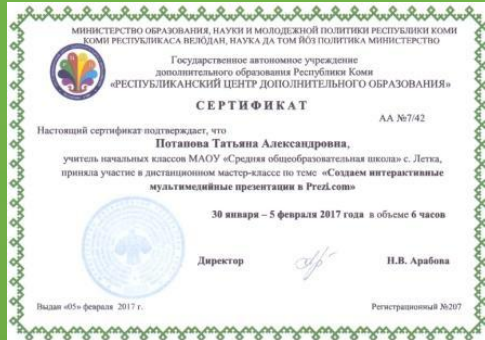 МИНИСТЕРСТВО ОБРАЗОВАНИЯ, НАУКИ И МОЛОДЕЖНОЙ ПОЛИТИКИ РЕСПУБЛИКИ КОМИ
КОМИ РЕСПУБЛИКАСА ВЕЛӦДАН, НАУКА ДА ТОМ ЙӦЗ ПОЛИТИКА МИНИСТЕРСТВО
Государственное автономное учреждение
дополнительного образования Республики Коми
«РЕСПУБЛИКАНСКИЙ ЦЕНТР ДОПОЛНИТЕЛЬНОГО ОБРАЗОВАНИЯ»
СЕРТИФИКАТ
АА №7/42
Настоящий сертификат подтверждает, что
Потапова Татьяна Александровна,
учитель начальных классов МАОУ «Средняя общеобразовательная школа» с. Летка,
приняла участие в дистанционном мастер-классе по теме «Создаем интерактивные
мультимедийные презентации в Prezi.com»
30 января – 5 февраля 2017 года в объеме 6 часов
Директор Н.В. Арабова
Выдан «05» февраля 2017 г. Регистрационный №207